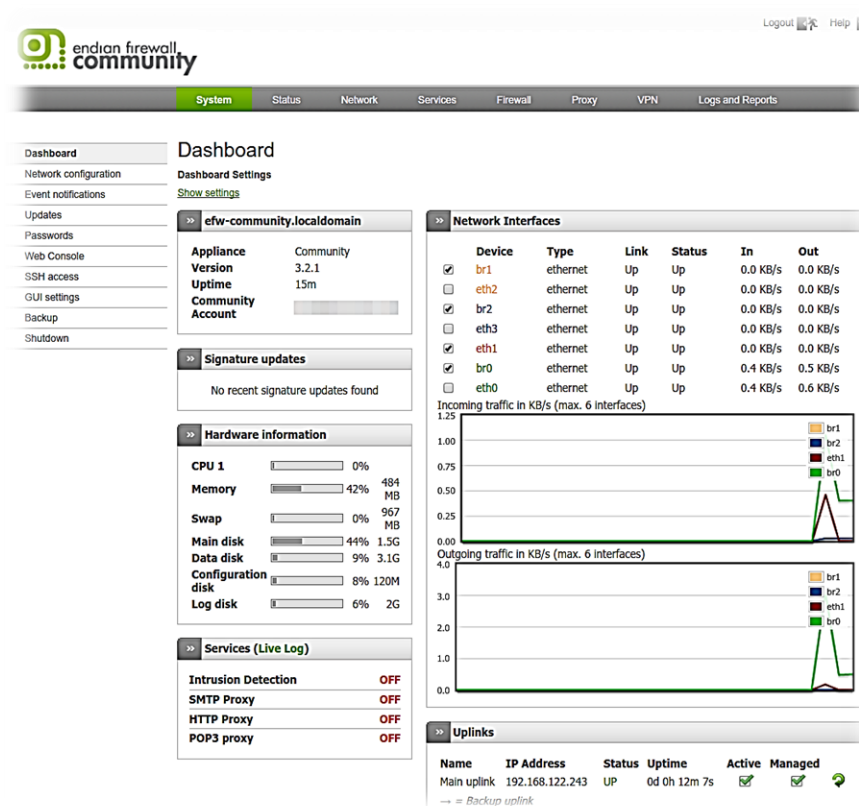 Logout Help
endian firewall
community
System Status Network Services Firewall Proxy VPN Logs and Reports
Dashboard
Network configuration
Event notifications
Updates
Passwords
Web Console
SSH access
GUI settings
Backup
Shutdown
Dashboard
Dashboard Settings
Show settings
» efw-community.localdomain
Appliance Community
Version 3.2.1
Uptime 15m
Community
Account
» Signature updates
No recent signature updates found
» Hardware information
CPU 1 0%
Memory 42% 484 MB
Swap 0% 967 MB
Main disk 44% 1.5G
Data disk 9% 3.1G
Configuration
disk 8% 120M
Log disk 6% 2G
» Services (Live Log)
Intrusion Detection OFF
SMTP Proxy OFF
HTTP Proxy OFF
POP3 proxy OFF
» Network Interfaces
Device Type Link Status In Out
br1 ethernet Up Up 0.0 KB/s 0.0 KB/s
eth2 ethernet Up Up 0.0 KB/s 0.0 KB/s
br2 ethernet Up Up 0.0 KB/s 0.0 KB/s
eth3 ethernet Up Up 0.0 KB/s 0.0 KB/s
eth1 ethernet Up Up 0.0 KB/s 0.0 KB/s
br0 ethernet Up Up 0.4 KB/s 0.5 KB/s
eth0 ethernet Up Up 0.4 KB/s 0.6 KB/s
Incoming traffic in KB/s (max. 6 interfaces)
1.25
1.00
0.75
0.50
0.25
0.00
br1
br2
eth1
br0
Outgoing traffic in KB/s (max. 6 interfaces)
4.0
3.0
2.0
1.0
0.0
br1
br2
eth1
br0
» Uplinks
Name IP Address Status Uptime Active Managed
Main uplink 192.168.122.243 UP 0d 0h 12m 7s
→ = Backup uplink